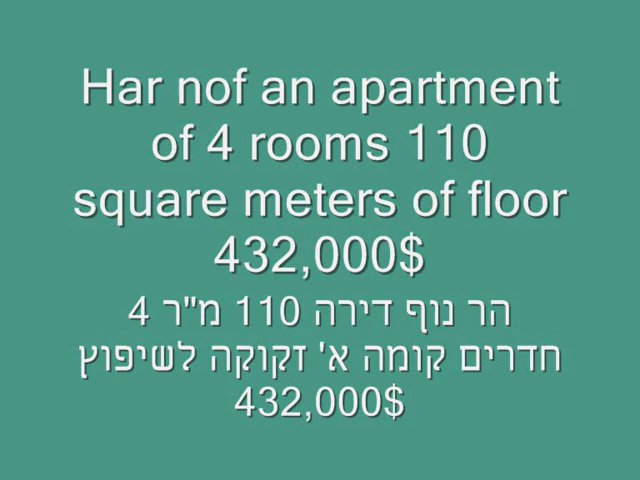 Har nof an apartment
of 4 rooms 110
square meters of floor
432,000$
הר נוף דירה 110 מ"ר 4
חדרים קומה א' זקוקה לשיפוץ
432,000$